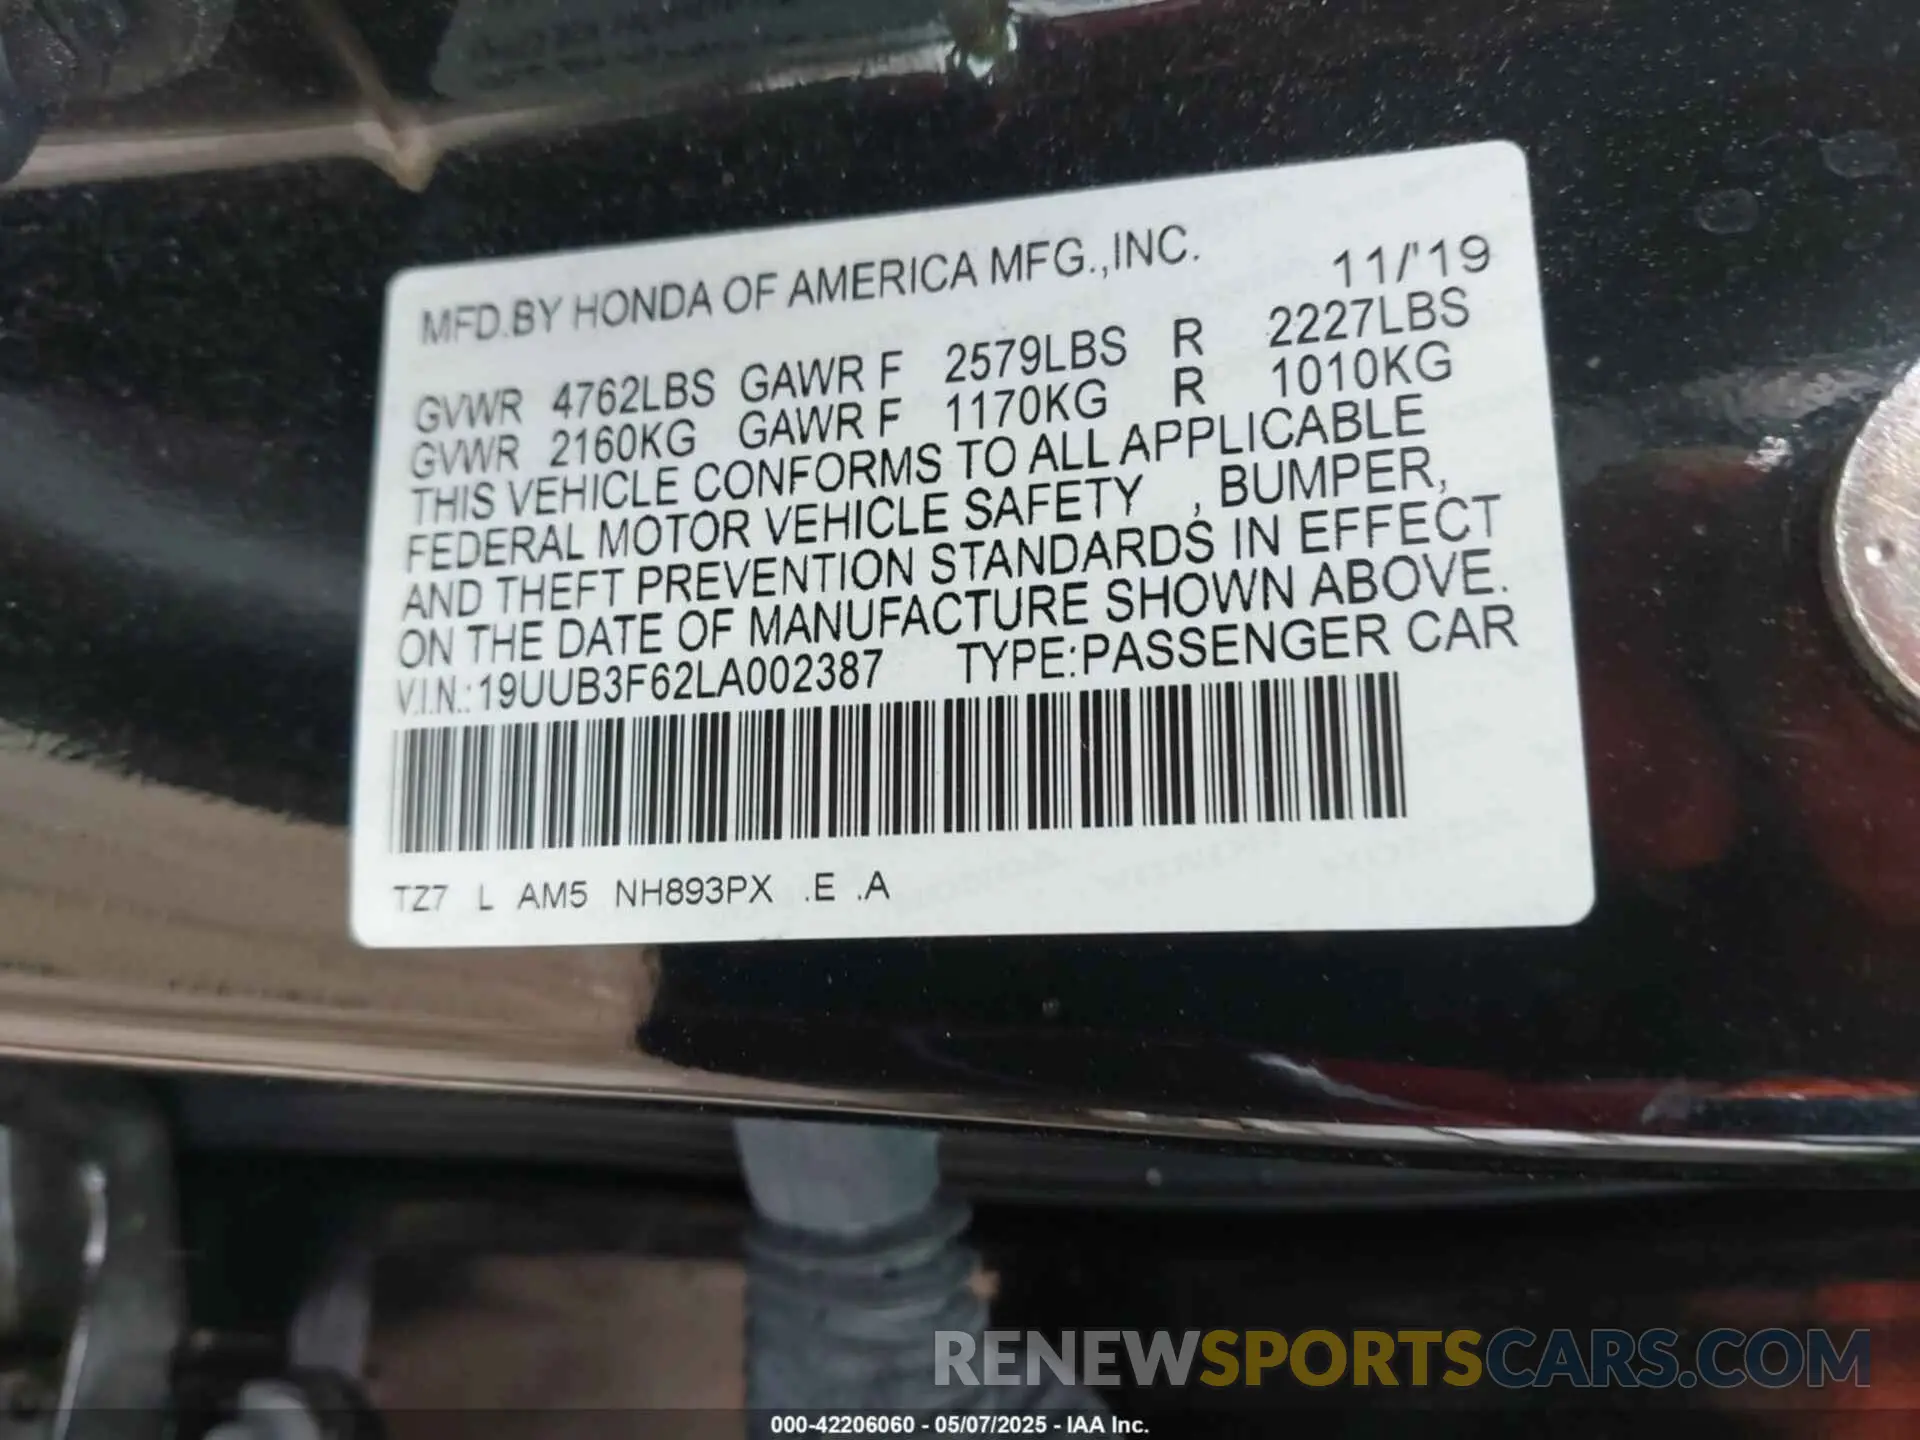 MFD.BY HONDA OF AMERICA MFG.,INC. 11/'19
GVWR 4762LBS GAWR F 2579LBS R 2227LBS
GVWR 2160KG GAWR F 1170KG R 1010KG
THIS VEHICLE CONFORMS TO ALL APPLICABLE
FEDERAL MOTOR VEHICLE SAFETY , BUMPER,
AND THEFT PREVENTION STANDARDS IN EFFECT
ON THE DATE OF MANUFACTURE SHOWN ABOVE.
V.I.N.: 19UUB3F62LA002387 TYPE:PASSENGER CAR
TZ7 L AM5 NH893PX .E .A
RENEWSPORTSCARS.COM
000-42206060 - 05/07/2025 - IAA Inc.